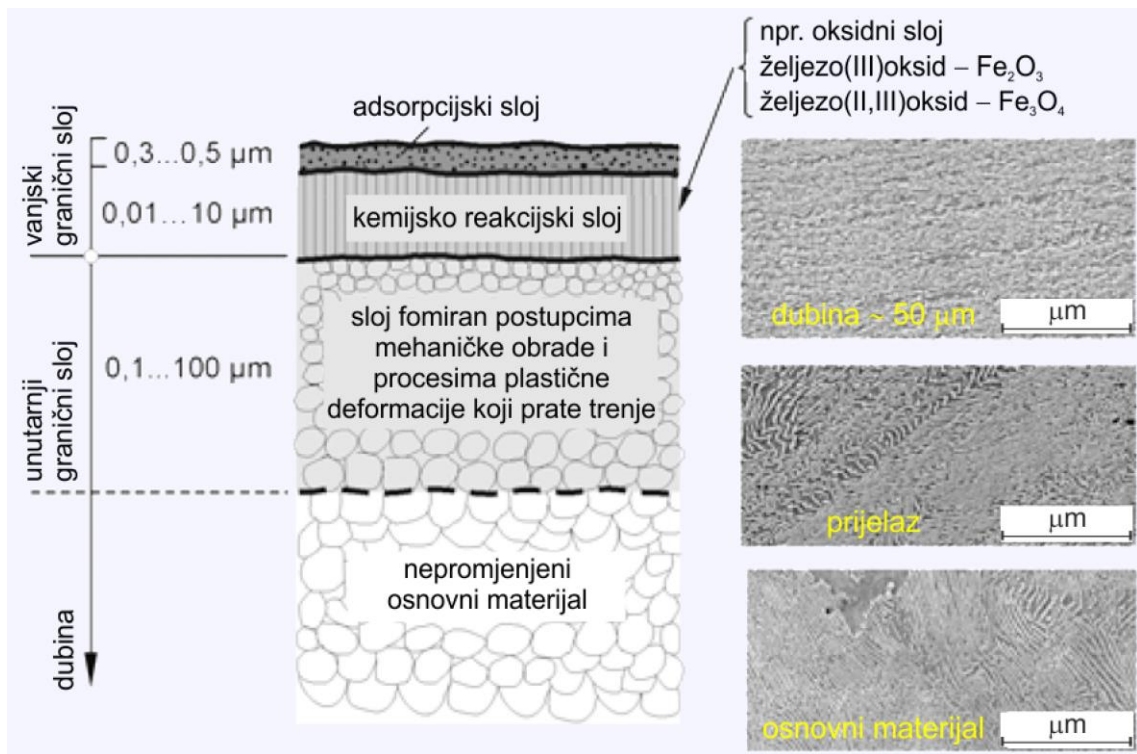 npr. oksidni sloj
željezo(III)oksid – Fe₂O₃
željezo(II,III)oksid – Fe₃O₄
adsorpcijski sloj
vanjski
granični sloj
0,3...0,5 µm
0,01...10 µm
kemijsko reakcijski sloj
unutarnji
granični sloj
0,1...100 µm
sloj fomiran postupcima
mehaničke obrade i
procesima plastične
deformacije koji prate trenje
nepromjenjeni
osnovni materijal
dubina
dubina ~ 50 µm
µm
prijelaz
µm
osnovni materijal
µm